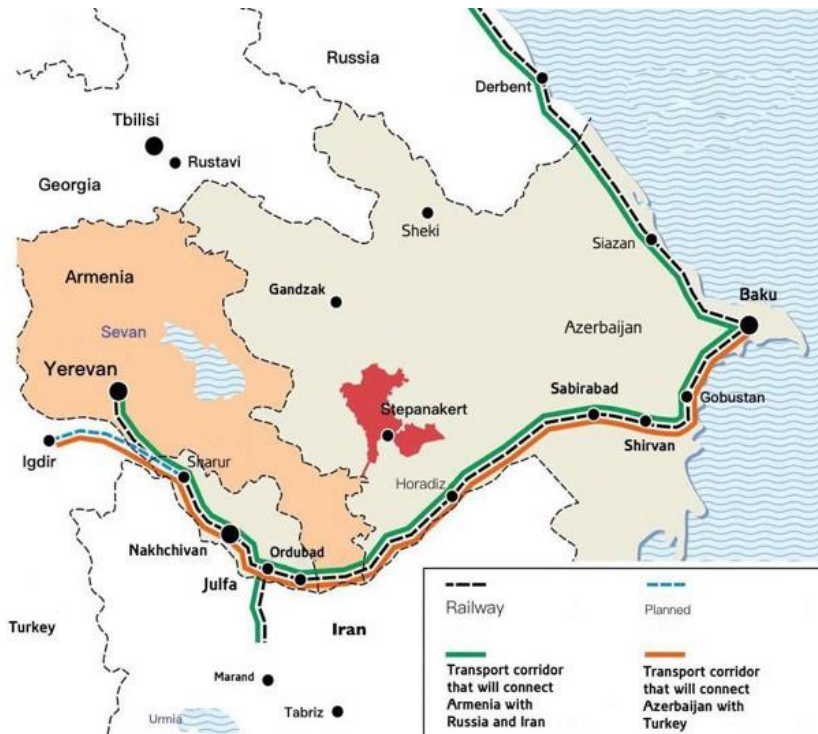 Russia
Derbent
Tbilisi
Rustavi
Georgia
Sheki
Siazan
Armenia
Gandzak
Baku
Sevan
Azerbaijan
Yerevan
Stepanakert
Sabirabad
Gobustan
Shirvan
Igdir
Sharur
Horadiz
Nakhchivan
Ordubad
Julfa
Turkey
Iran
Marand
Tabriz
Urmia
Railway
Planned
Transport corridor
that will connect
Armenia with
Russia and Iran
Transport corridor
that will connect
Azerbaijan with
Turkey